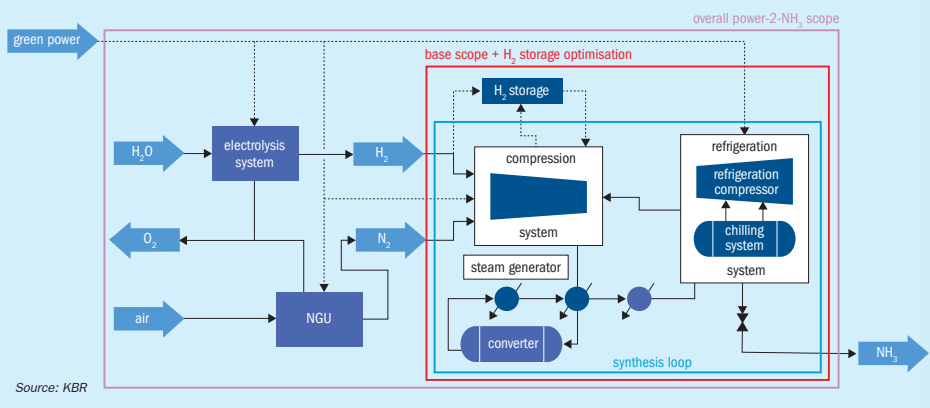 overall power-2-NH₃ scope
green power
base scope + H₂ storage optimisation
H₂ storage
electrolysis
system
H₂O
H₂
compression
system
refrigeration
refrigeration
compressor
chilling
system
system
O₂
N₂
steam generator
air
NGU
converter
synthesis loop
NH₃
Source: KBR